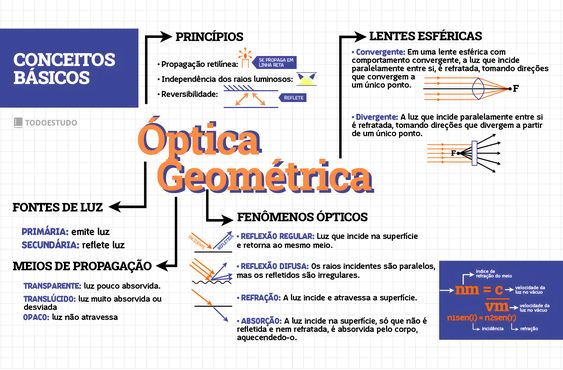 CONCEITOS
BÁSICOS
TODOESTUDO
PRINCÍPIOS
• Propagação retilínea:
SE PROPAGA EM
LINHA RETA
• Independência dos raios luminosos:
• Reversibilidade:
REFLETE
LENTES ESFÉRICAS
• Convergente: Em uma lente esférica com
comportamento convergente, a luz que incide
paralelamente entre si, é refratada, tomando direções
que convergem a
um único ponto.
F
• Divergente: A luz que incide paralelamente entre si
é refratada, tomando direções que divergem a partir
de um único ponto.
F
Óptica
Geométrica
FONTES DE LUZ
PRIMÁRIA: emite luz
SECUNDÁRIA: reflete luz
MEIOS DE PROPAGAÇÃO
TRANSPARENTE: luz pouco absorvida.
TRANSLÚCIDO: luz muito absorvida ou
desviada
OPACO: luz não atravessa
FENÔMENOS ÓPTICOS
• REFLEXÃO REGULAR: Luz que incide na superfície
e retorna ao mesmo meio.
• REFLEXÃO DIFUSA: Os raios incidentes são paralelos,
mas os refletidos são irregulares.
• REFRAÇÃO: A luz incide e atravessa a superfície.
• ABSORÇÃO: A luz incide na superfície, só que não é
refletida e nem refratada, é absorvida pelo corpo,
aquecendo-o.
índice de
refração do meio
nm = c
velocidade da
luz no vácuo
vm
velocidade da
luz no vácuo
n1sen(i) = n2sen(r)
incidência
refração